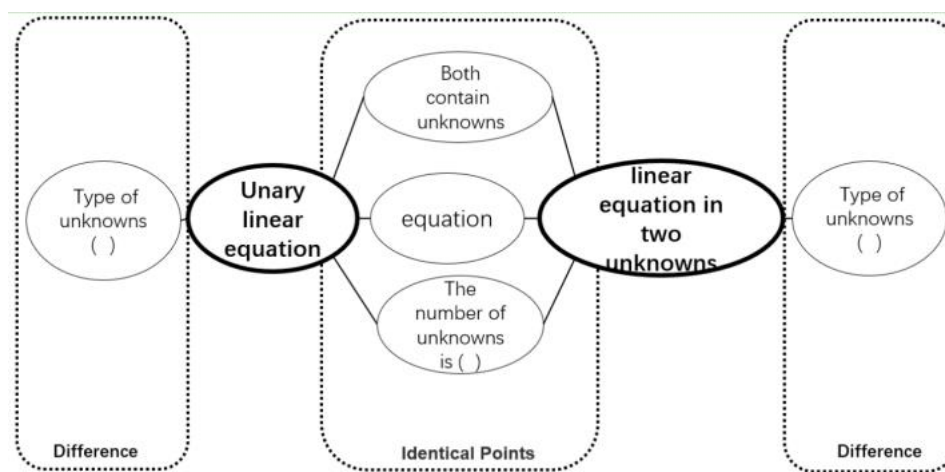 Type of
unknowns
( )
Unary
linear
equation
Both
contain
unknowns
equation
The
number of
unknowns
is ( )
linear
equation in
two
unknowns
Type of
unknowns
( )
Difference
Identical Points
Difference